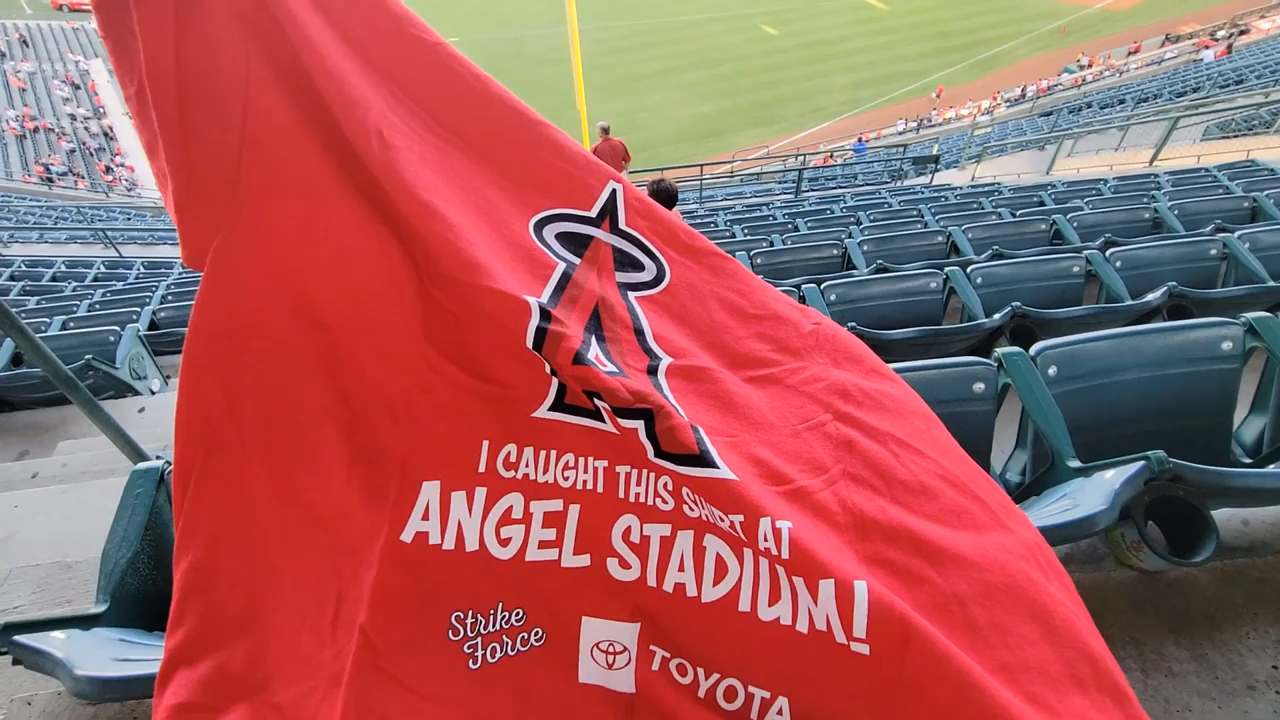 A
I CAUGHT THIS SHIRT AT
ANGEL STADIUM!
Strike
Force
TOYOTA